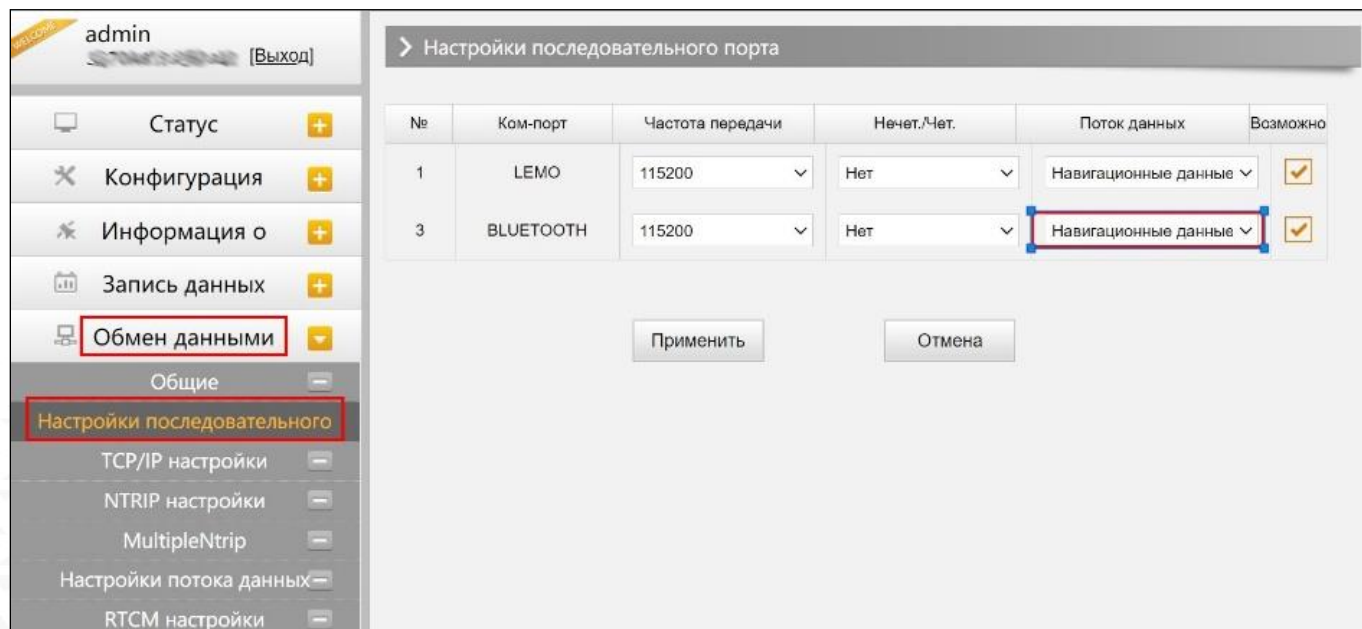 WELCOME
admin
[Выход]
Статус
Конфигурация
Информация о
Запись данных
Обмен данными
Общие
Настройки последовательного
TCP/IP настройки
NTRIP настройки
MultipleNtrip
Настройки потока данных
RTCM настройки
Настройки последовательного порта
№ Ком-порт Частота передачи Нечет./Чет. Поток данных Возможно
1 LEMO 115200 Нет Навигационные данные
3 BLUETOOTH 115200 Нет Навигационные данные
Применить Отмена